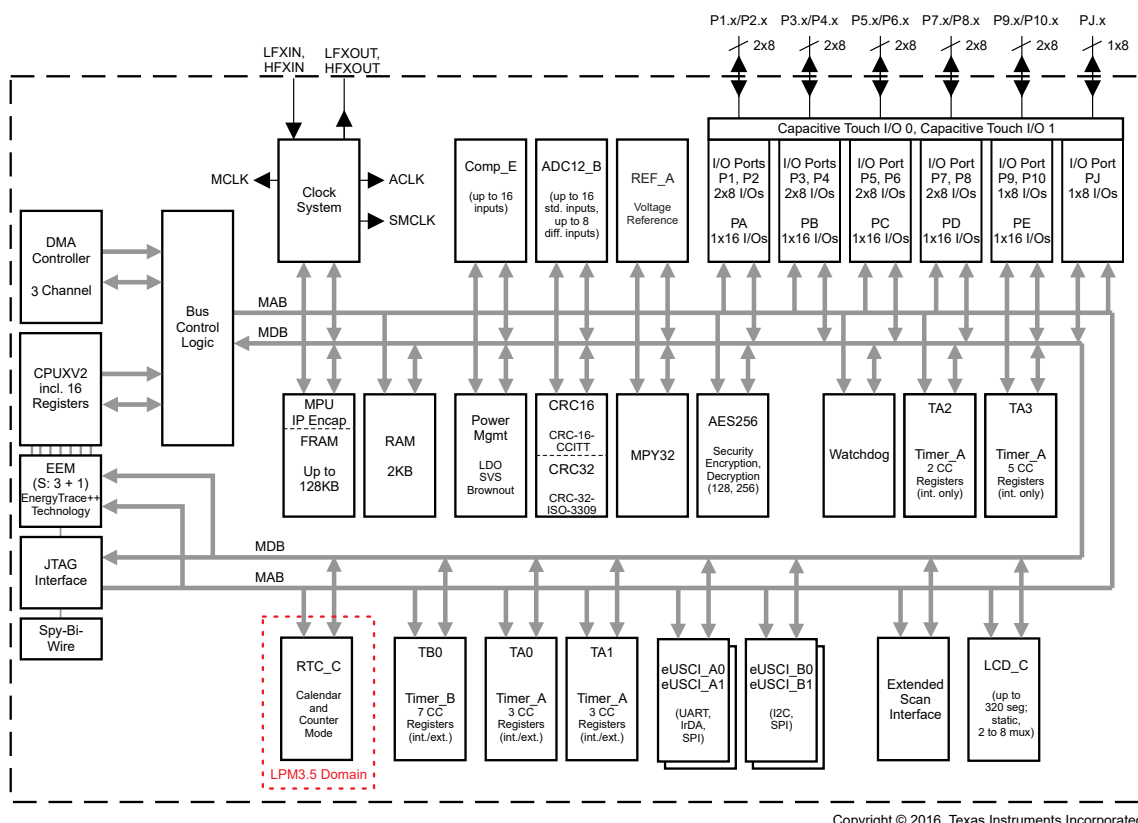 P1.x/P2.x
P3.x/P4.x
P5.x/P6.x
P7.x/P8.x
P9.x/P10.x
PJ.x
2x8
2x8
2x8
2x8
2x8
1x8
LFXIN,
HFXIN
LFXOUT,
HFXOUT
Capacitive Touch I/O 0, Capacitive Touch I/O 1
MCLK
Clock
System
ACLK
SMCLK
Comp_E
(up to 16
inputs)
ADC12_B
(up to 16
std. inputs,
up to 8
diff. inputs)
REF_A
Voltage
Reference
I/O Ports
P1, P2
2x8 I/Os
PA
1x16 I/Os
I/O Ports
P3, P4
2x8 I/Os
PB
1x16 I/Os
I/O Port
P5, P6
2x8 I/Os
PC
1x16 I/Os
I/O Port
P7, P8
2x8 I/Os
PD
1x16 I/Os
I/O Port
P9, P10
1x8 I/Os
PE
1x16 I/Os
I/O Port
PJ
1x8 I/Os
DMA
Controller
3 Channel
Bus
Control
Logic
MAB
MDB
CPUXV2
incl. 16
Registers
EEM
(S: 3 + 1)
EnergyTrace++
Technology
JTAG
Interface
Spy-Bi-
Wire
MPU
IP Encap
FRAM
Up to
128KB
RAM
2KB
Power
Mgmt
LDO
SVS
Brownout
CRC16
CRC-16-
CCITT
CRC32
CRC-32-
ISO-3309
MPY32
AES256
Security
Encryption,
Decryption
(128, 256)
Watchdog
TA2
Timer_A
2 CC
Registers
(int. only)
TA3
Timer_A
5 CC
Registers
(int. only)
MDB
MAB
RTC_C
Calendar
and
Counter
Mode
LPM3.5 Domain
TB0
Timer_B
7 CC
Registers
(int./ext.)
TA0
Timer_A
3 CC
Registers
(int./ext.)
TA1
Timer_A
3 CC
Registers
(int./ext.)
eUSCI_A0
eUSCI_A1
(UART,
IrDA,
SPI)
eUSCI_B0
eUSCI_B1
(I2C,
SPI)
Extended
Scan
Interface
LCD_C
(up to
320 seg;
static,
2 to 8 mux)
Copyright © 2016, Texas Instruments Incorporated